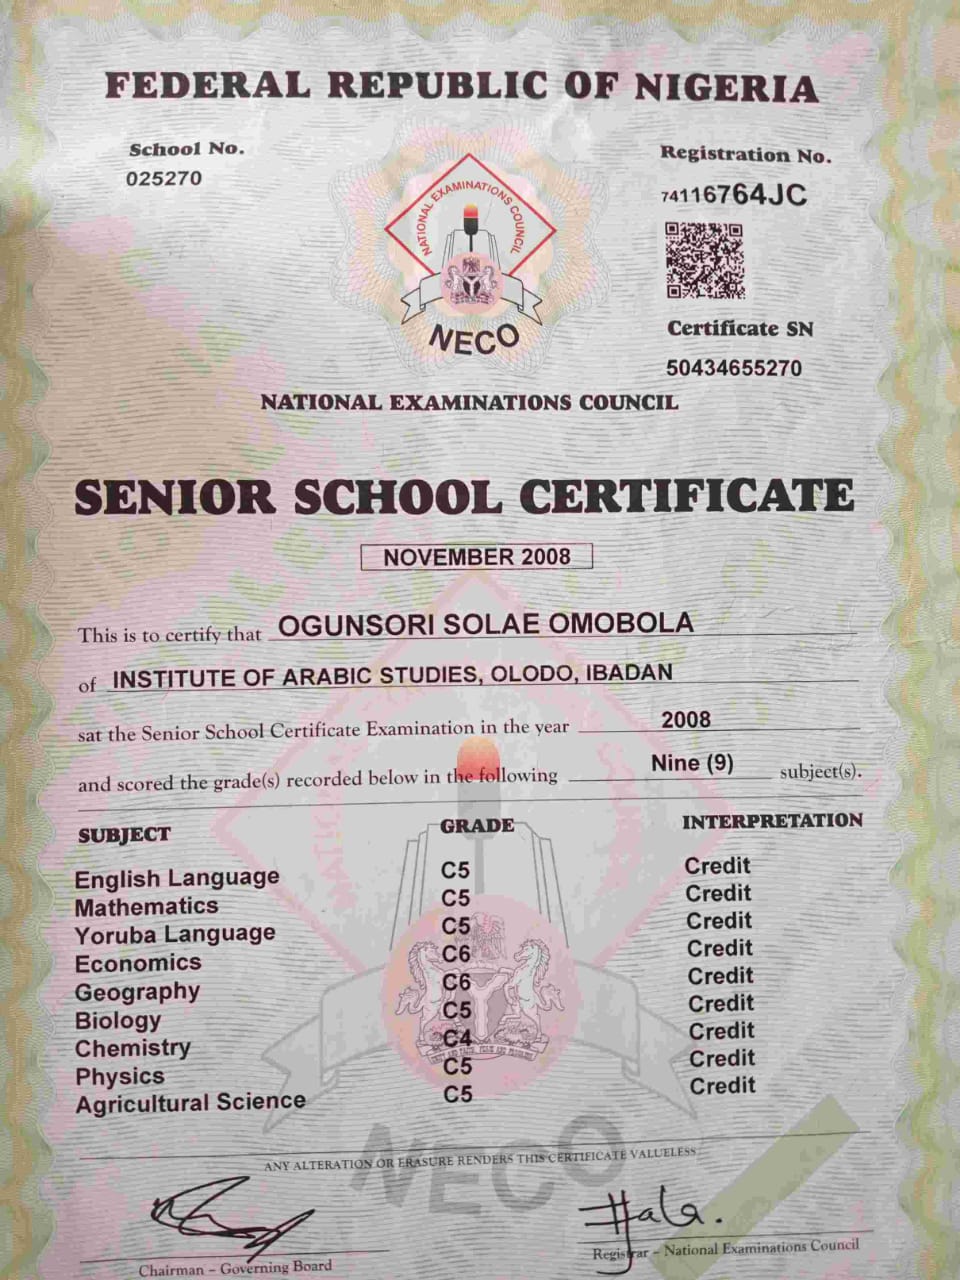 FEDERAL REPUBLIC OF NIGERIA
School No.
025270
Registration No.
74116764JC
NATIONAL EXAMINATIONS COUNCIL
NECO
Certificate SN
50434655270
NATIONAL EXAMINATIONS COUNCIL
SENIOR SCHOOL CERTIFICATE
NOVEMBER 2008
This is to certify that OGUNSORI SOLAE OMOBOLA
of INSTITUTE OF ARABIC STUDIES, OLODO, IBADAN
sat the Senior School Certificate Examination in the year 2008
and scored the grade(s) recorded below in the following Nine (9) subject(s).
SUBJECT GRADE INTERPRETATION
English Language C5 Credit
Mathematics C5 Credit
Yoruba Language C5 Credit
Economics C6 Credit
Geography C6 Credit
Biology C5 Credit
Chemistry C4 Credit
Physics C5 Credit
Agricultural Science C5 Credit
NECO
ANY ALTERATION OR ERASURE RENDERS THIS CERTIFICATE VALUELESS
Chairman – Governing Board
Registrar – National Examinations Council